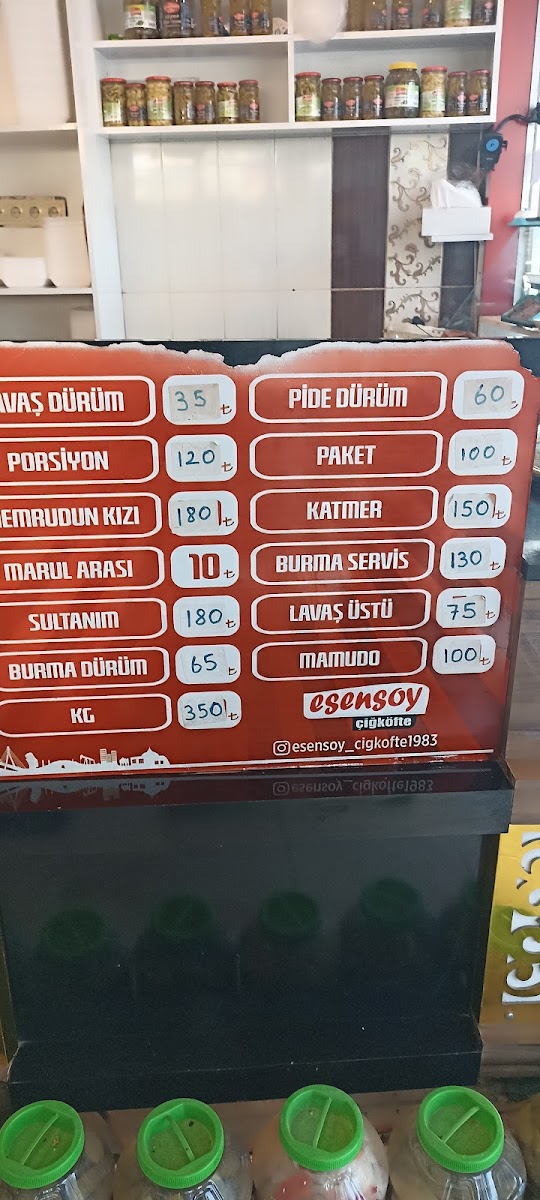 AVAŞ DÜRÜM 35 ₺
PORSİYON 120 ₺
NEMRUDUN KIZI 180 ₺
MARUL ARASI 10 ₺
SULTANIM 180 ₺
BURMA DÜRÜM 65 ₺
KG 350 ₺
PİDE DÜRÜM 60 ₺
PAKET 100 ₺
KATMER 150 ₺
BURMA SERVİS 130 ₺
LAVAŞ ÜSTÜ 75 ₺
MAMUDO 100 ₺
esensoy
çiğköfte
esensoy_cigkofte1983